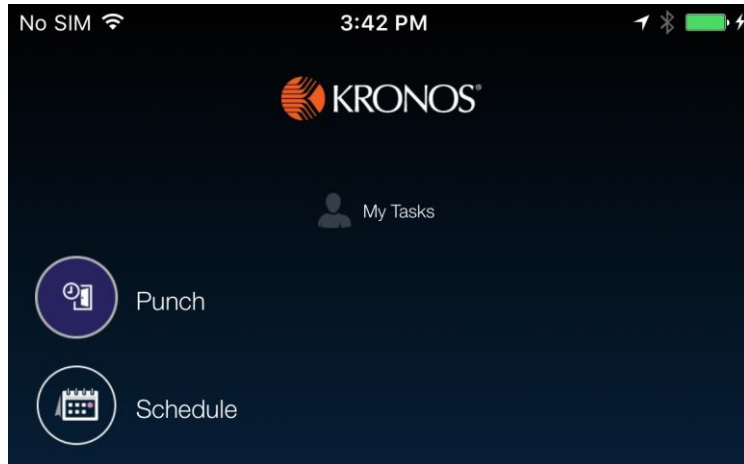 No SIM 3:42 PM
KRONOS®
My Tasks
Punch
Schedule